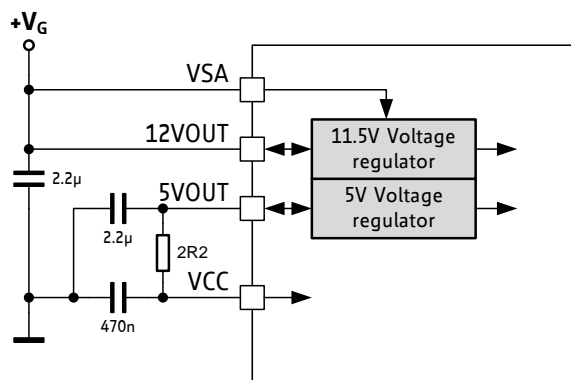 +VG
VSA
12VOUT
11.5V Voltage
regulator
2.2µ
5VOUT
5V Voltage
regulator
2.2µ
2R2
VCC
470n